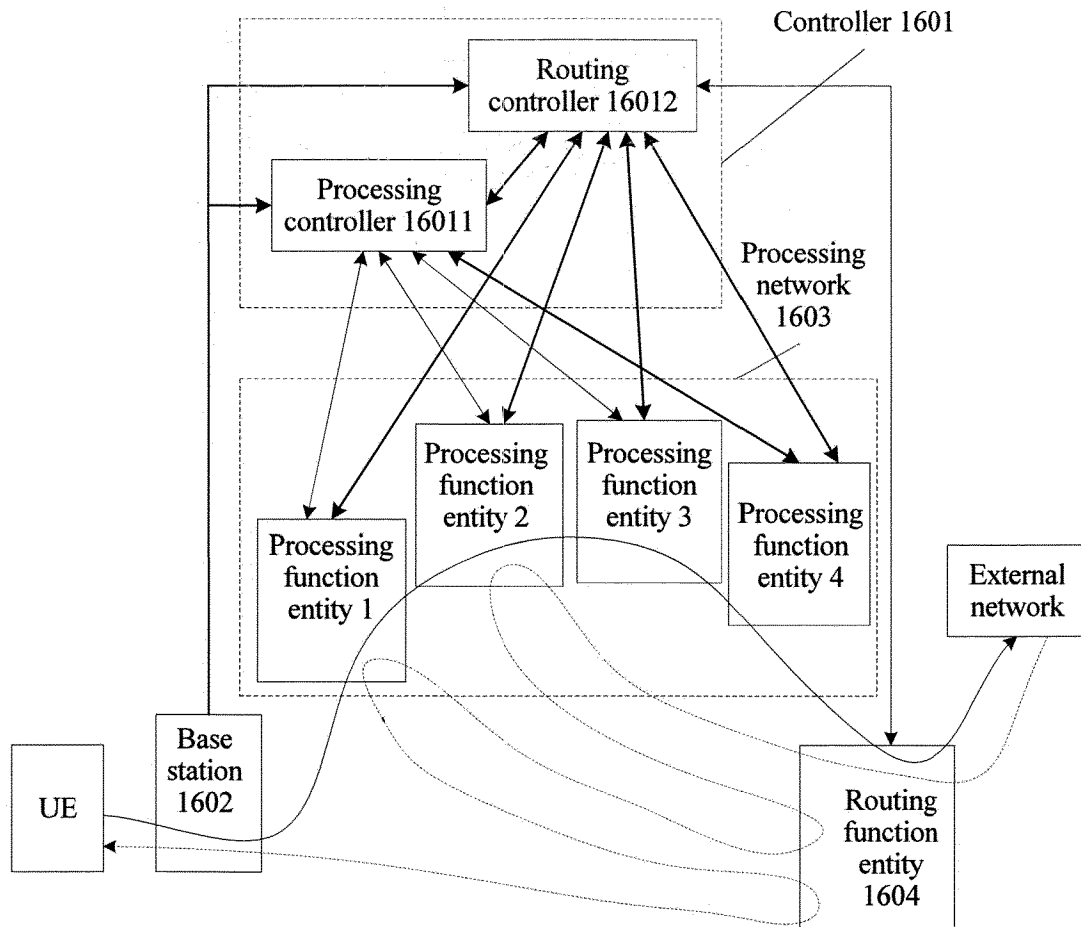 Controller 1601
Routing
controller 16012
Processing
controller 16011
Processing
network
1603
Processing
function
entity 1
Processing
function
entity 2
Processing
function
entity 3
Processing
function
entity 4
External
network
UE
Base
station
1602
Routing
function
entity
1604